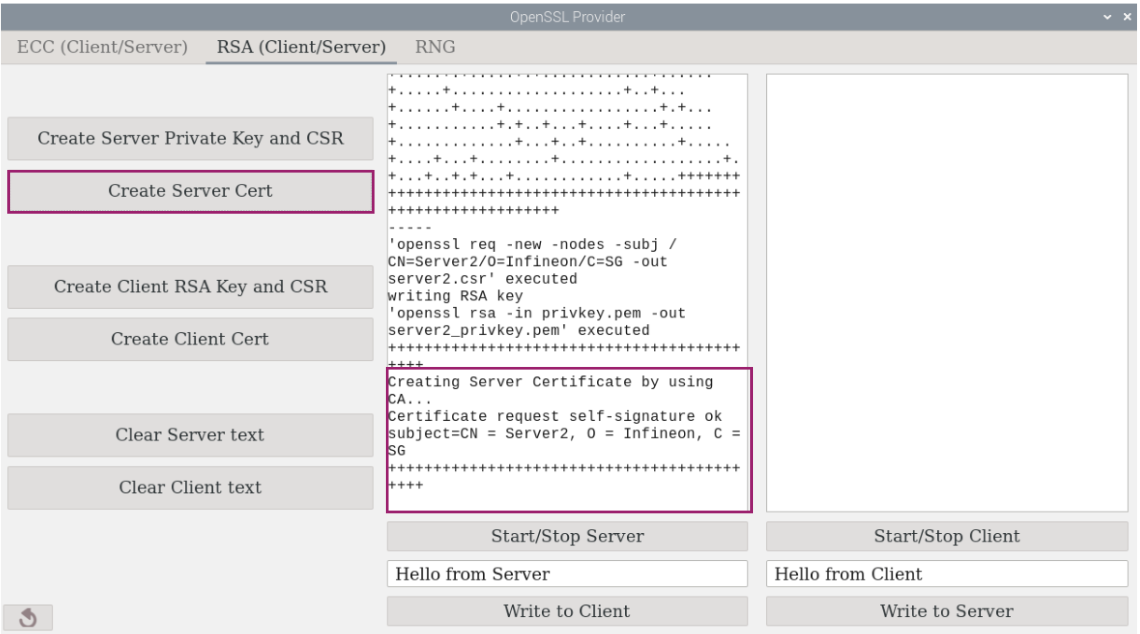 OpenSSL Provider
ECC (Client/Server) RSA (Client/Server) RNG
Create Server Private Key and CSR
Create Server Cert
Create Client RSA Key and CSR
Create Client Cert
Clear Server text
Clear Client text
+.....+...................+..+...
+......+....+.................+.+...
+...........+.+..+...+....+...+.....
+.............+...+..+..........+.....
+....+...+........+..................+.
+...+..+.+...+............+.....+++++++
+++++++++++++++++++++++++++++++++++++++
+++++++++++++++++++
-----
'openssl req -new -nodes -subj /
CN=Server2/O=Infineon/C=SG -out
server2.csr' executed
writing RSA key
'openssl rsa -in privkey.pem -out
server2_privkey.pem' executed
+++++++++++++++++++++++++++++++++++++++
++++
Creating Server Certificate by using
CA...
Certificate request self-signature ok
subject=CN = Server2, O = Infineon, C =
SG
+++++++++++++++++++++++++++++++++++++++
++++
Start/Stop Server
Hello from Server
Write to Client
Start/Stop Client
Hello from Client
Write to Server